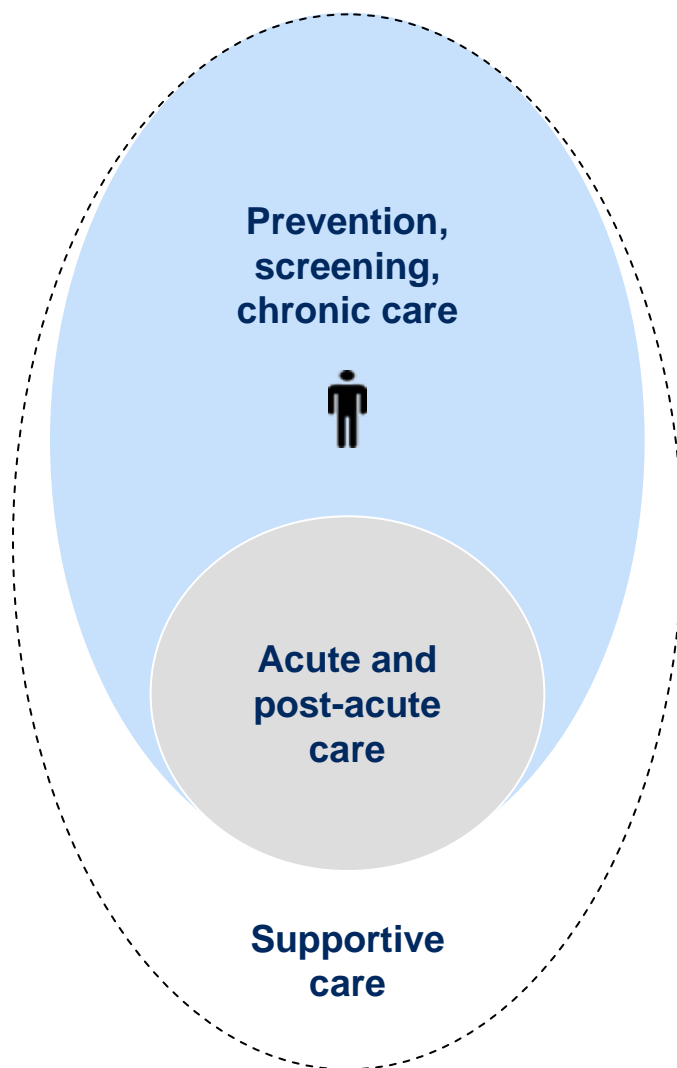 Prevention,
screening,
chronic care
Acute and
post-acute
care
Supportive
care